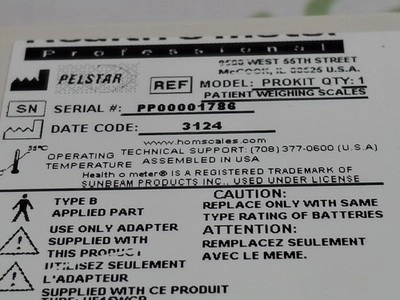 Health o meter
Professional
PELSTAR
9500 WEST 55TH STREET
McCOOK, IL 60525 U.S.A.
REF MODEL: PROKIT QTY: 1
PATIENT WEIGHING SCALES
SN SERIAL #: PP00001786
DATE CODE: 3124
www.homscales.com
TECHNICAL SUPPORT: (708) 377-0600 (U.S.A)
35°C
OPERATING TEMPERATURE
ASSEMBLED IN USA
Health o meter® IS A REGISTERED TRADEMARK OF
SUNBEAM PRODUCTS INC., USED UNDER LICENSE
TYPE B
APPLIED PART
USE ONLY ADAPTER
SUPPLIED WITH
THIS PRODUCT
UTILISEZ SEULEMENT
L'ADAPTEUR
SUPPLIED WITH CE PRODUIT
CAUTION:
REPLACE ONLY WITH SAME
TYPE RATING OF BATTERIES
ATTENTION:
REMPLACEZ SEULEMENT
AVEC LE MEME.